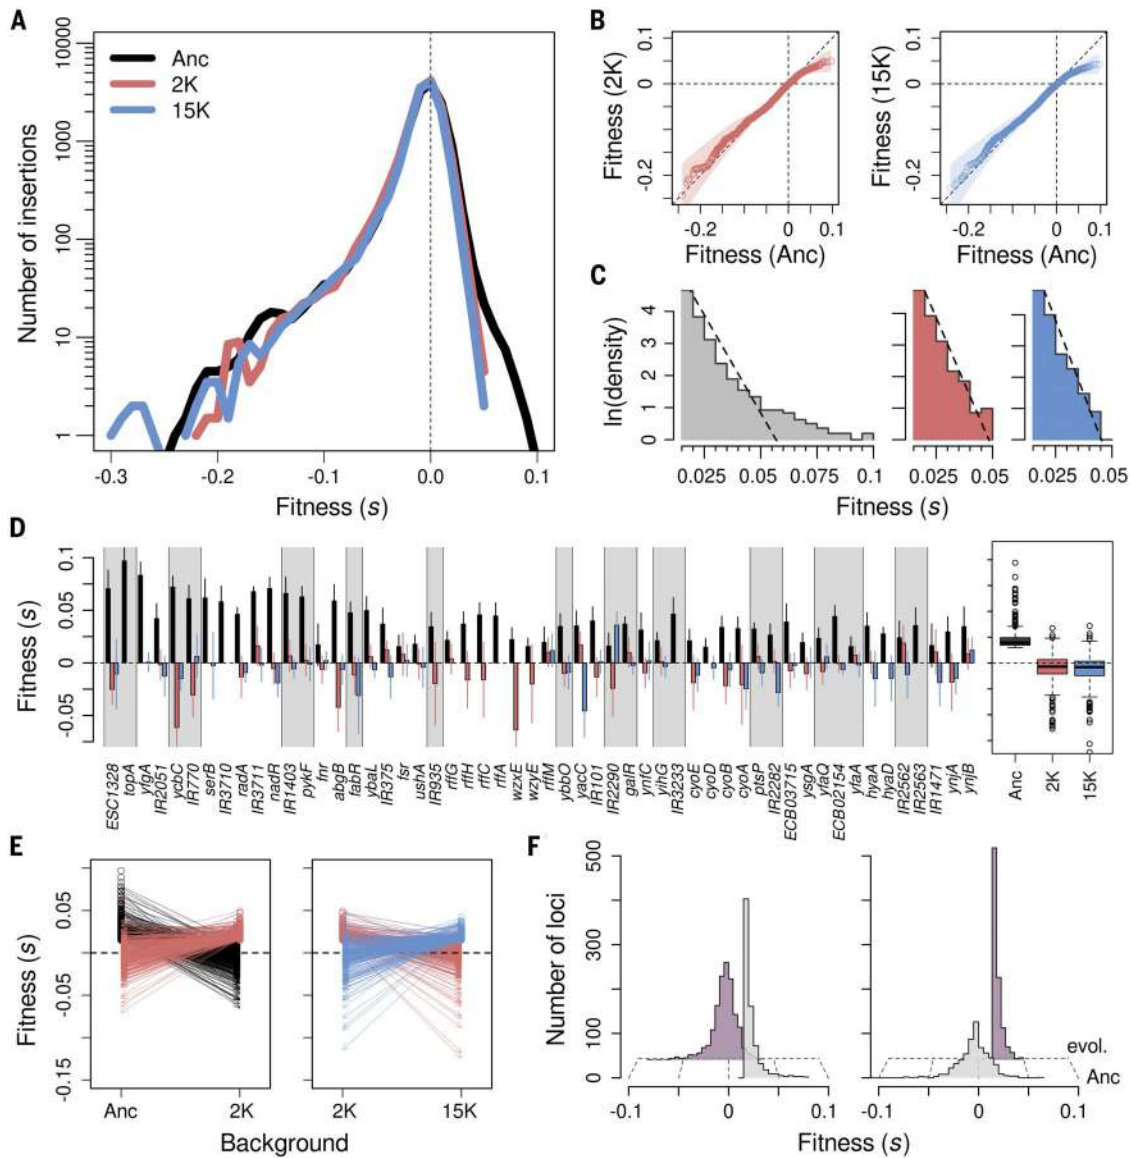 A
Anc
2K
15K
Number of insertions
10000
1000
100
10
1
-0.3
-0.2
-0.1
0.0
0.1
Fitness (s)
B
Fitness (2K)
0.1
0
-0.2
-0.2
0
0.1
Fitness (Anc)
Fitness (15K)
0.1
0
-0.2
-0.2
0
0.1
Fitness (Anc)
C
ln(density)
4
3
2
1
0
0.025
0.05
0.075
0.1
0.025
0.05
0.025
0.05
Fitness (s)
D
Fitness (s)
0.1
0.05
0
-0.05
ESC1328
topA
yfgA
IR2051
ycbC
IR770
serB
IR3710
radA
IR3711
nadR
IR1403
pykF
fnr
abgB
fabR
ybaL
IR375
fsr
ushA
IR935
rffG
rffH
rffC
rffA
wzxE
wzyE
rffM
ybbO
yacC
IR101
IR2290
galR
ynfC
yihG
IR3233
cyoE
cyoD
cyoB
cyoA
ptsP
IR2282
ECB03715
ysgA
yfaQ
ECB02154
yfaA
hyaA
hyaD
IR2562
IR2563
IR1471
ynjA
ynjB
Anc
2K
15K
E
Fitness (s)
0.05
-0.05
-0.15
Anc
2K
2K
15K
Background
F
Number of loci
500
300
100
0
-0.1
0
0.1
evol.
Anc
-0.1
0
0.1
Fitness (s)